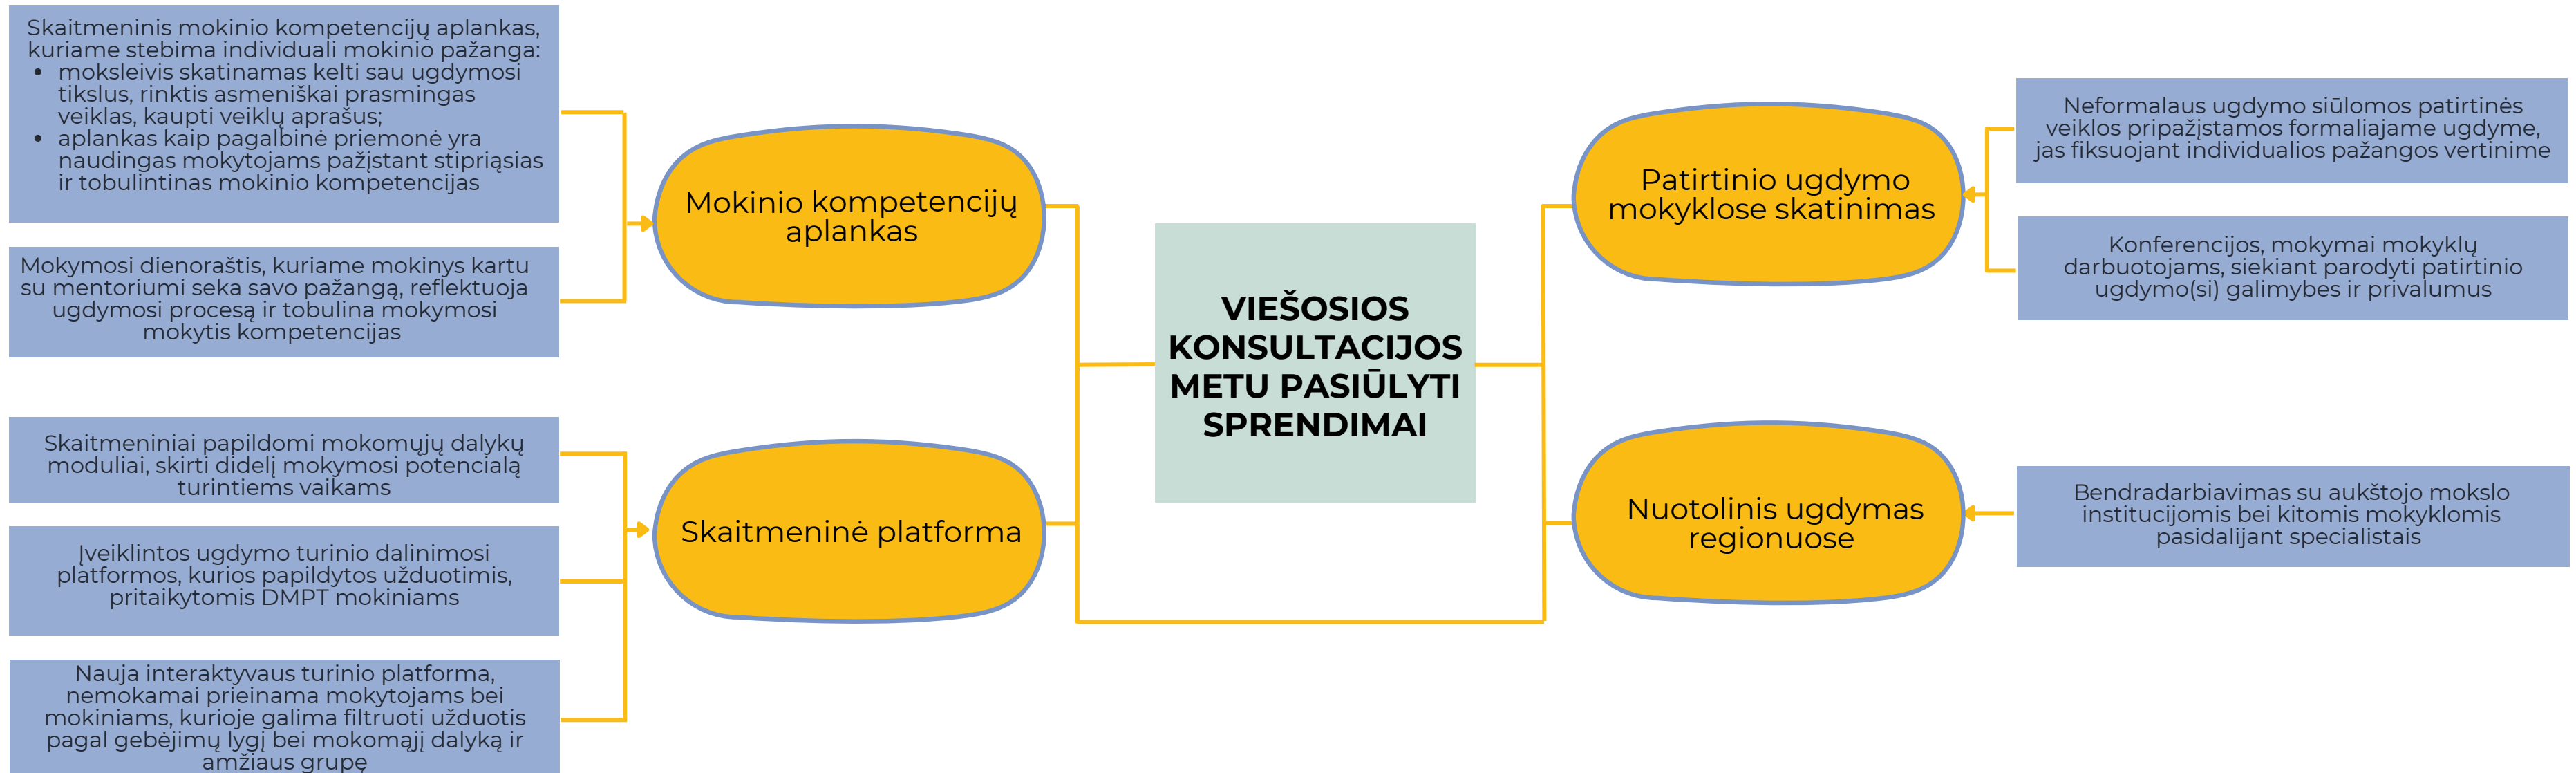 Skaitmeninis mokinio kompetencijų aplankas,
kuriame stebima individuali mokinio pažanga:
• moksleivis skatinamas kelti sau ugdymosi
tikslus, rinktis asmeniškai prasmingas
veiklas, kaupti veiklų aprašus;
• aplankas kaip pagalbinė priemonė yra
naudingas mokytojams pažįstant stipriąsias
ir tobulintinas mokinio kompetencijas
Mokymosi dienoraštis, kuriame mokinys kartu
su mentoriumi seka savo pažangą, reflektuoja
ugdymosi procesą ir tobulina mokymosi
mokytis kompetencijas
Mokinio kompetencijų
aplankas
Skaitmeniniai papildomi mokomųjų dalykų
moduliai, skirti didelį mokymosi potencialą
turintiems vaikams
Įveiklintos ugdymo turinio dalinimosi
platformos, kurios papildytos užduotimis,
pritaikytomis DMPT mokiniams
Nauja interaktyvaus turinio platforma,
nemokamai prieinama mokytojams bei
mokiniams, kurioje galima filtruoti užduotis
pagal gebėjimų lygį bei mokomąjį dalyką ir
amžiaus grupę
Skaitmeninė platforma
VIEŠOSIOS
KONSULTACIJOS
METU PASIŪLYTI
SPRENDIMAI
Patirtinio ugdymo
mokyklose skatinimas
Neformalaus ugdymo siūlomos patirtinės
veiklos pripažįstamos formaliajame ugdyme,
jas fiksuojant individualios pažangos vertinime
Konferencijos, mokymai mokyklų
darbuotojams, siekiant parodyti patirtinio
ugdymo(si) galimybes ir privalumus
Nuotolinis ugdymas
regionuose
Bendradarbiavimas su aukštojo mokslo
institucijomis bei kitomis mokyklomis
pasidalijant specialistais